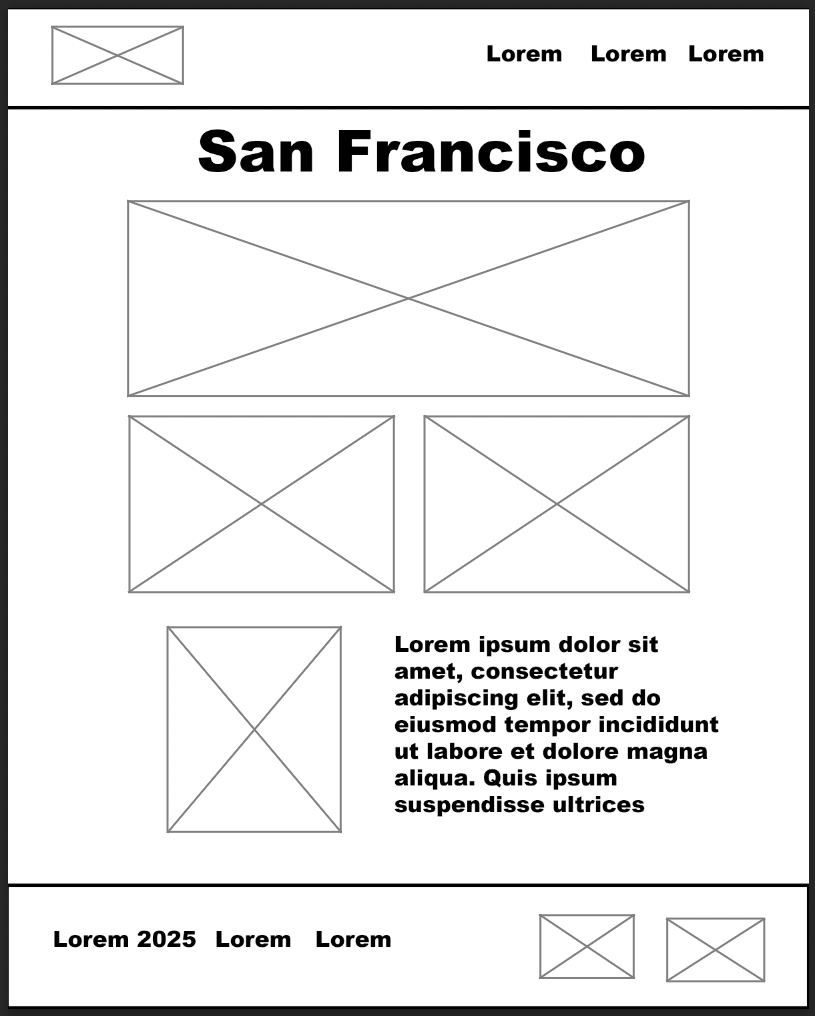 Lorem Lorem Lorem
San Francisco
Lorem ipsum dolor sit
amet, consectetur
adipiscing elit, sed do
eiusmod tempor incididunt
ut labore et dolore magna
aliqua. Quis ipsum
suspendisse ultrices
Lorem 2025 Lorem Lorem